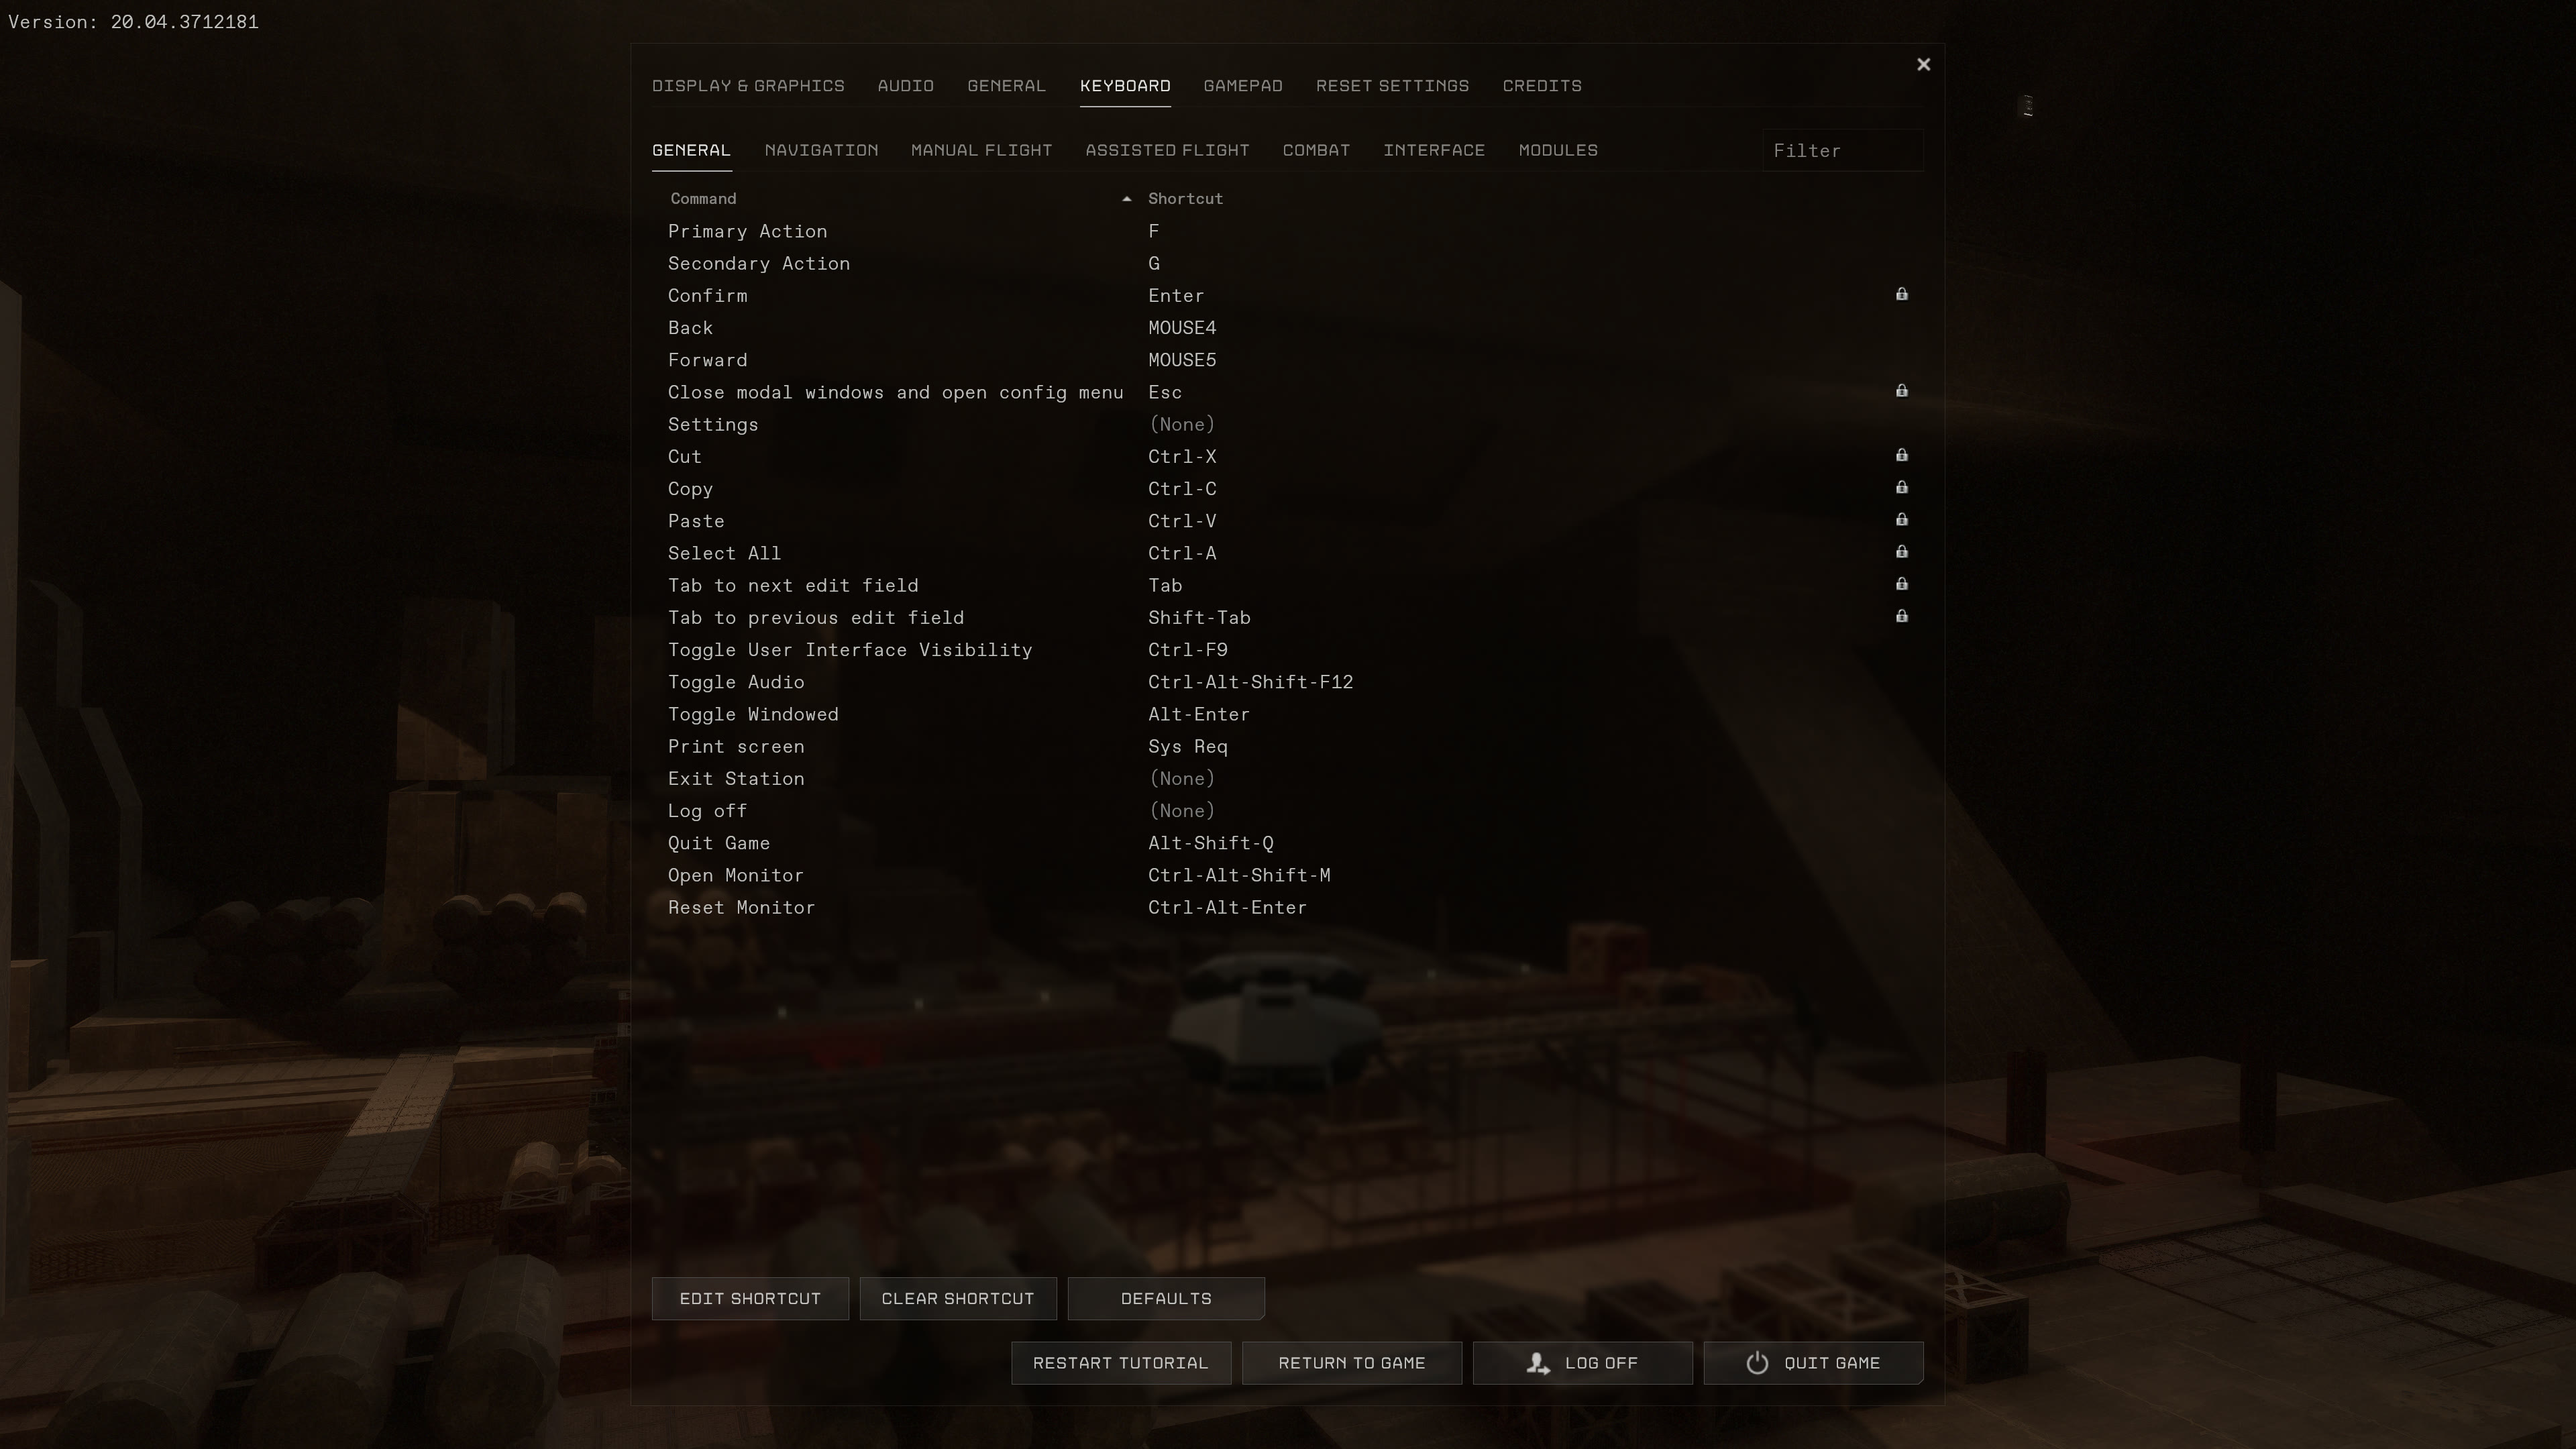 Version: 20.04.3712181
DISPLAY & GRAPHICS AUDIO GENERAL KEYBOARD GAMEPAD RESET SETTINGS CREDITS
GENERAL NAVIGATION MANUAL FLIGHT ASSISTED FLIGHT COMBAT INTERFACE MODULES Filter
Command Shortcut
Primary Action F
Secondary Action G
Confirm Enter
Back MOUSE4
Forward MOUSE5
Close modal windows and open config menu Esc
Settings (None)
Cut Ctrl-X
Copy Ctrl-C
Paste Ctrl-V
Select All Ctrl-A
Tab to next edit field Tab
Tab to previous edit field Shift-Tab
Toggle User Interface Visibility Ctrl-F9
Toggle Audio Ctrl-Alt-Shift-F12
Toggle Windowed Alt-Enter
Print screen Sys Req
Exit Station (None)
Log off (None)
Quit Game Alt-Shift-Q
Open Monitor Ctrl-Alt-Shift-M
Reset Monitor Ctrl-Alt-Enter
EDIT SHORTCUT CLEAR SHORTCUT DEFAULTS
RESTART TUTORIAL RETURN TO GAME LOG OFF QUIT GAME